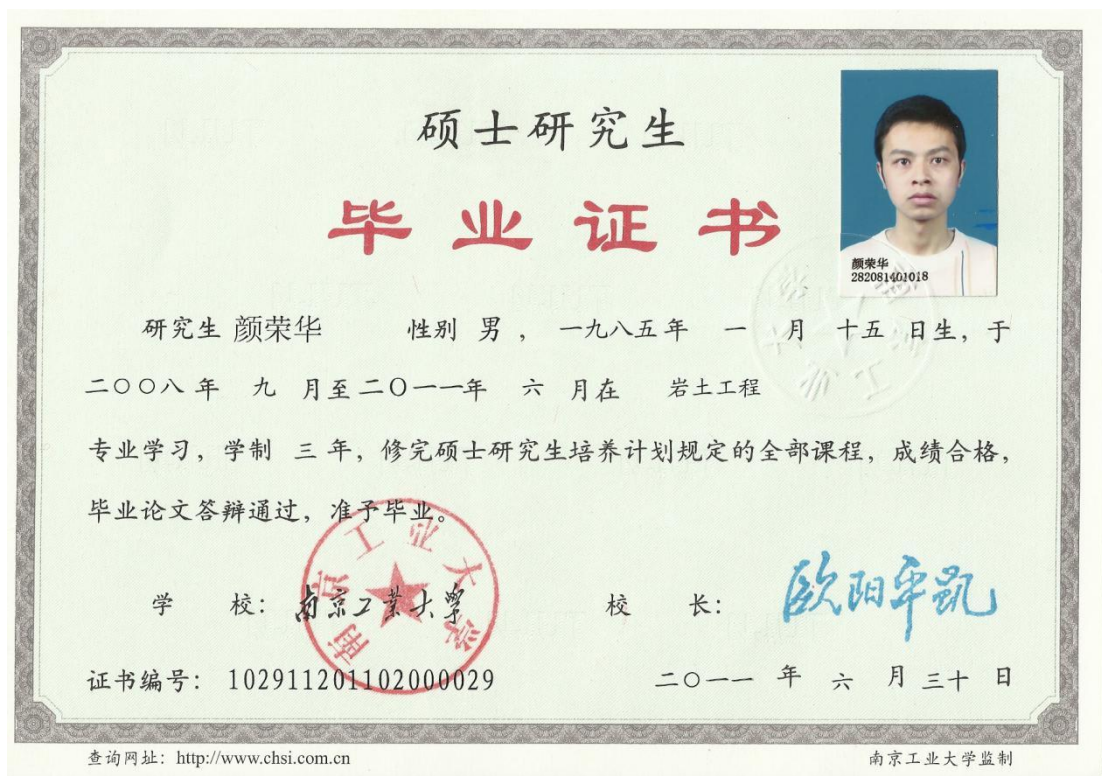 硕士研究生
毕业证书
颜荣华
282081401018
研究生 颜荣华 性别 男 ， 一九八五 年 一 月 十五 日生，于
二〇〇八 年 九 月至 二〇一一年 六 月在 岩土工程
专业学习，学制 三 年，修完硕士研究生培养计划规定的全部课程，成绩合格，
毕业论文答辩通过，准予毕业。
南京工业大学
学 校：南京工业大学 校 长：欧阳平凯
证书编号： 102911201102000029 二〇一一 年 六 月 三十 日
查询网址：http://www.chsi.com.cn 南京工业大学监制